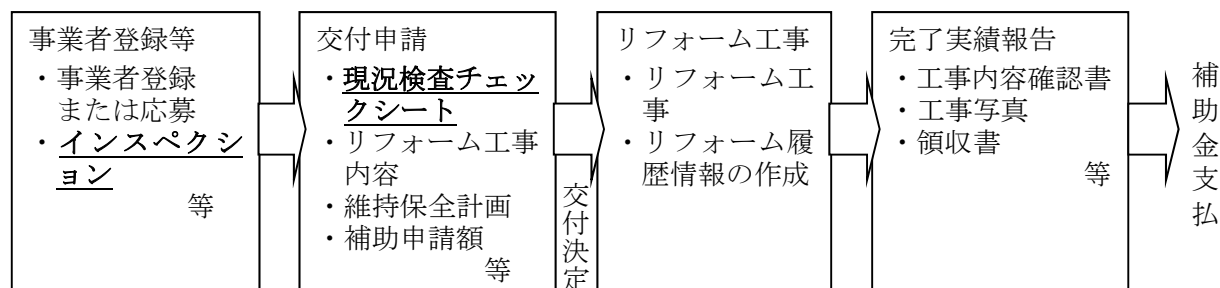 事業者登録等
・事業者登録
または応募
・インスペクシ
ョン
等
交付申請
・現況検査チェッ
クシート
・リフォーム工事
内容
・維持保全計画
・補助申請額
等
交付決定
リフォーム工事
・リフォーム工
事
・リフォーム履
歴情報の作成
完了実績報告
・工事内容確認書
・工事写真
・領収書
等
補助金支払